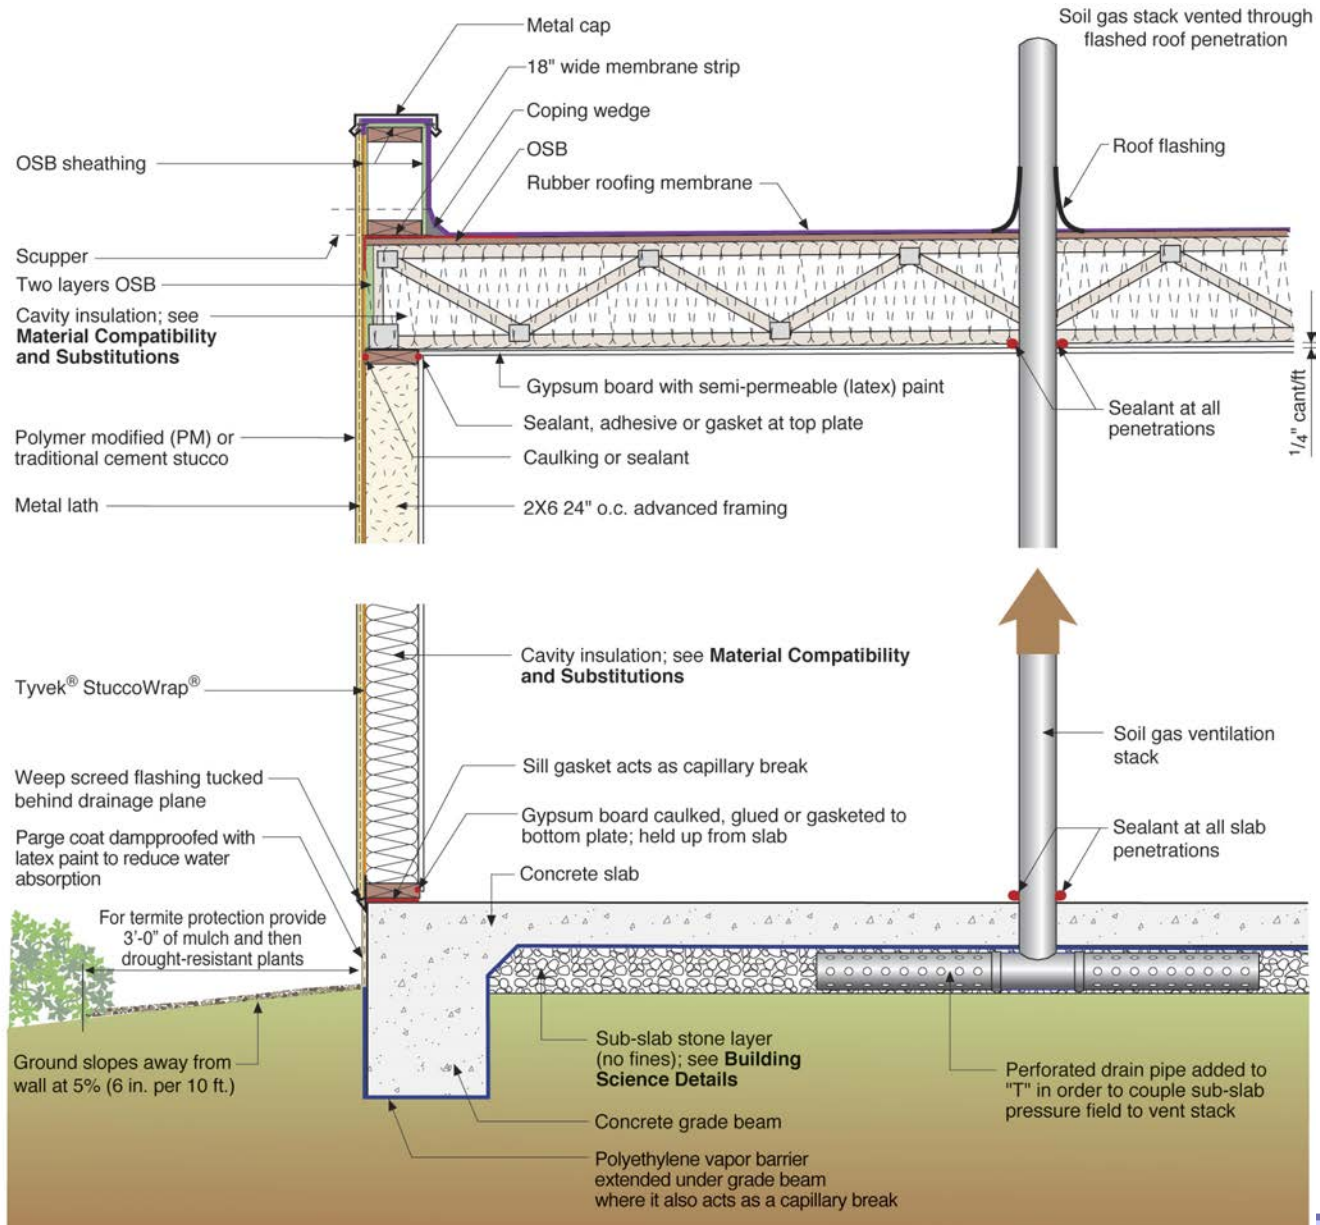 Metal cap
Soil gas stack vented through
flashed roof penetration
18" wide membrane strip
Coping wedge
OSB sheathing
OSB
Roof flashing
Rubber roofing membrane
Scupper
Two layers OSB
Cavity insulation; see
Material Compatibility
and Substitutions
Gypsum board with semi-permeable (latex) paint
1/4" cant/ft
Sealant at all
penetrations
Sealant, adhesive or gasket at top plate
Polymer modified (PM) or
traditional cement stucco
Caulking or sealant
Metal lath
2X6 24" o.c. advanced framing
Cavity insulation; see Material Compatibility
and Substitutions
Tyvek® StuccoWrap®
Soil gas ventilation
stack
Weep screed flashing tucked
behind drainage plane
Sill gasket acts as capillary break
Gypsum board caulked, glued or gasketed to
bottom plate; held up from slab
Sealant at all slab
penetrations
Parge coat dampproofed with
latex paint to reduce water
absorption
Concrete slab
For termite protection provide
3'-0" of mulch and then
drought-resistant plants
Ground slopes away from
wall at 5% (6 in. per 10 ft.)
Sub-slab stone layer
(no fines); see Building
Science Details
Perforated drain pipe added to
"T" in order to couple sub-slab
pressure field to vent stack
Concrete grade beam
Polyethylene vapor barrier
extended under grade beam
where it also acts as a capillary break